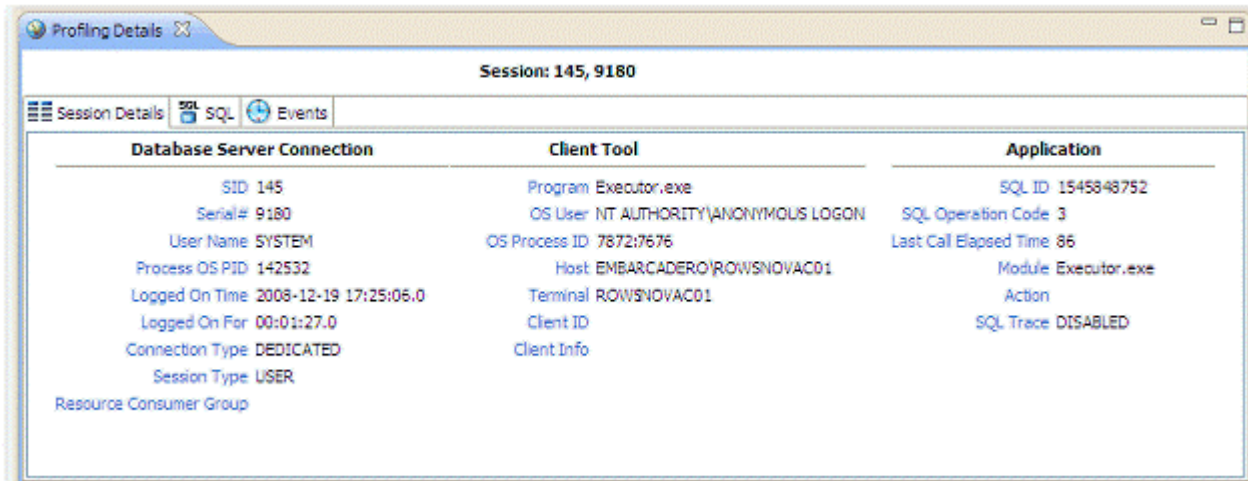 Profiling Details
Session: 145, 9180
Session Details SQL Events
Database Server Connection
SID 145
Serial# 9180
User Name SYSTEM
Process OS PID 142532
Logged On Time 2008-12-19 17:25:06.0
Logged On For 00:01:27.0
Connection Type DEDICATED
Session Type USER
Resource Consumer Group
Client Tool
Program Executor.exe
OS User NT AUTHORITY\ANONYMOUS LOGON
OS Process ID 7872:7676
Host EMBARCADERO\ROWSNOVAC01
Terminal ROWSNOVAC01
Client ID
Client Info
Application
SQL ID 1545848752
SQL Operation Code 3
Last Call Elapsed Time 86
Module Executor.exe
Action
SQL Trace DISABLED